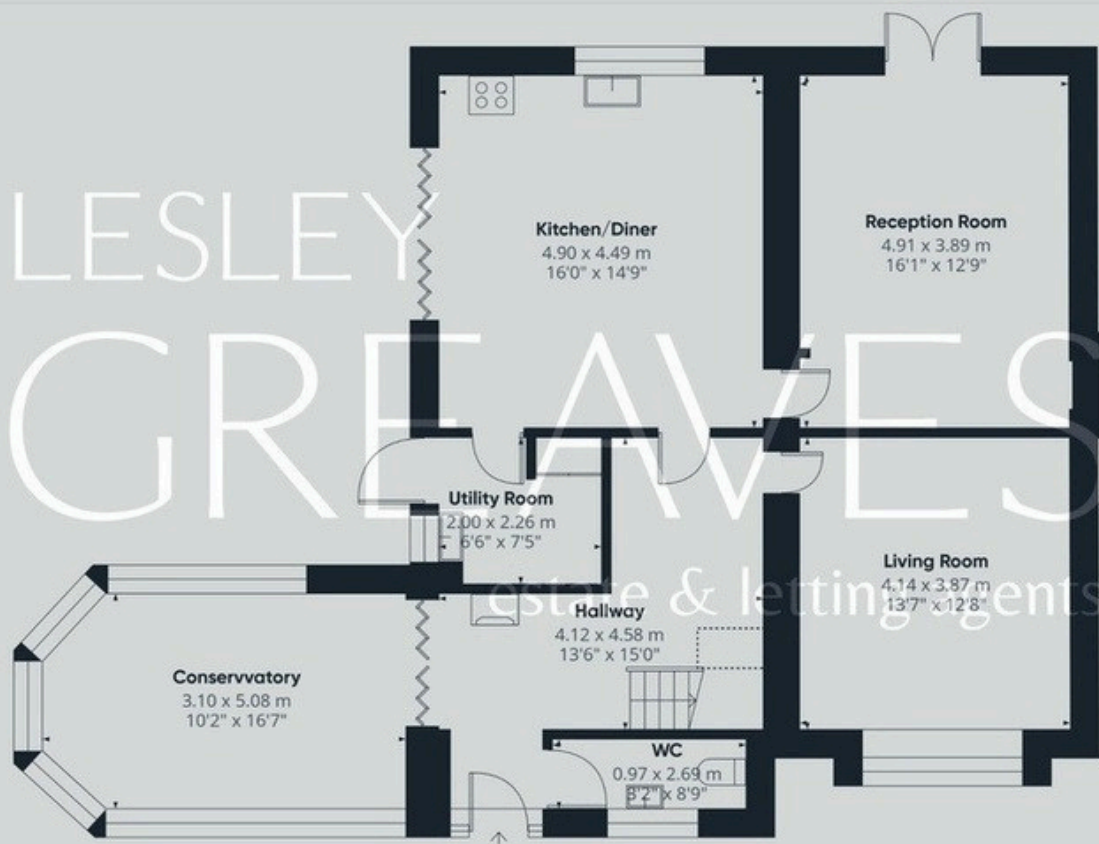 LESLEY
GREAVES
estate & letting agents
Kitchen/Diner
4.90 x 4.49 m
16'0" x 14'9"
Reception Room
4.91 x 3.89 m
16'1" x 12'9"
Utility Room
2.00 x 2.26 m
6'6" x 7'5"
Living Room
4.14 x 3.87 m
13'7" x 12'8"
Hallway
4.12 x 4.58 m
13'6" x 15'0"
Conservvatory
3.10 x 5.08 m
10'2" x 16'7"
WC
0.97 x 2.69 m
3'2" x 8'9"